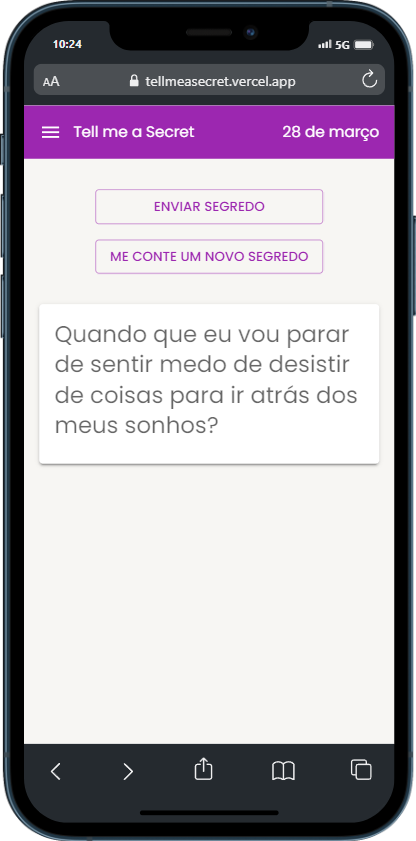 10:24
5G
AA
tellmeasecret.vercel.app
Tell me a Secret
28 de março
ENVIAR SEGREDO
ME CONTE UM NOVO SEGREDO
Quando que eu vou parar
de sentir medo de desistir
de coisas para ir atrás dos
meus sonhos?